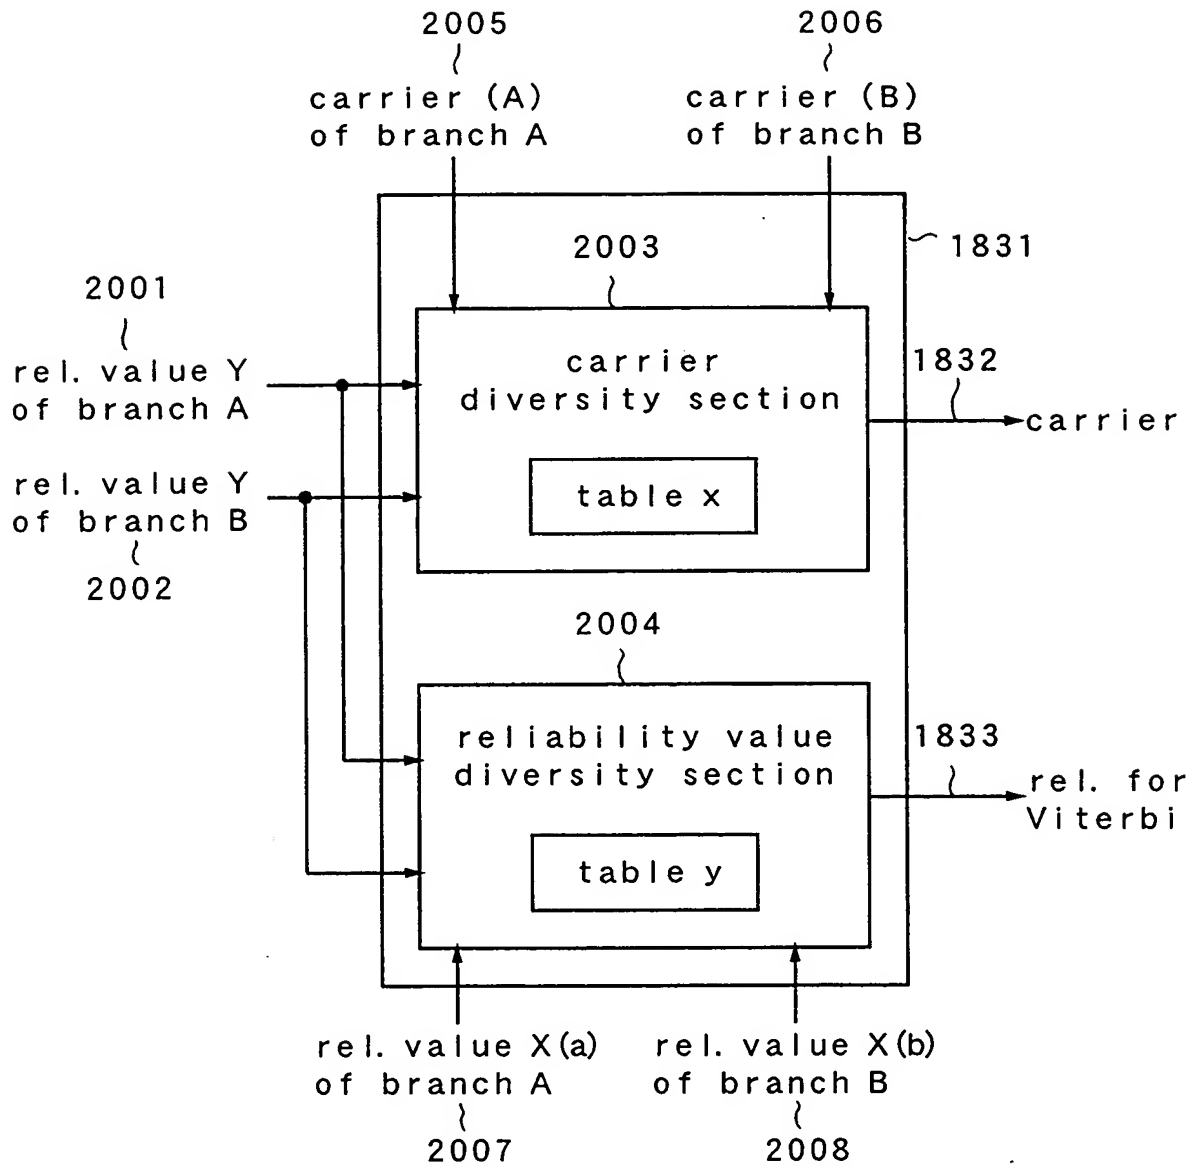 2005
2006
carrier (A)
of branch A
carrier (B)
of branch B
2003
1831
2001
rel. value Y
of branch A
carrier
diversity section
1832
carrier
rel. value Y
of branch B
table x
2002
2004
reliability value
diversity section
1833
rel. for
Viterbi
table y
rel. value X(a)
of branch A
rel. value X(b)
of branch B
2007
2008